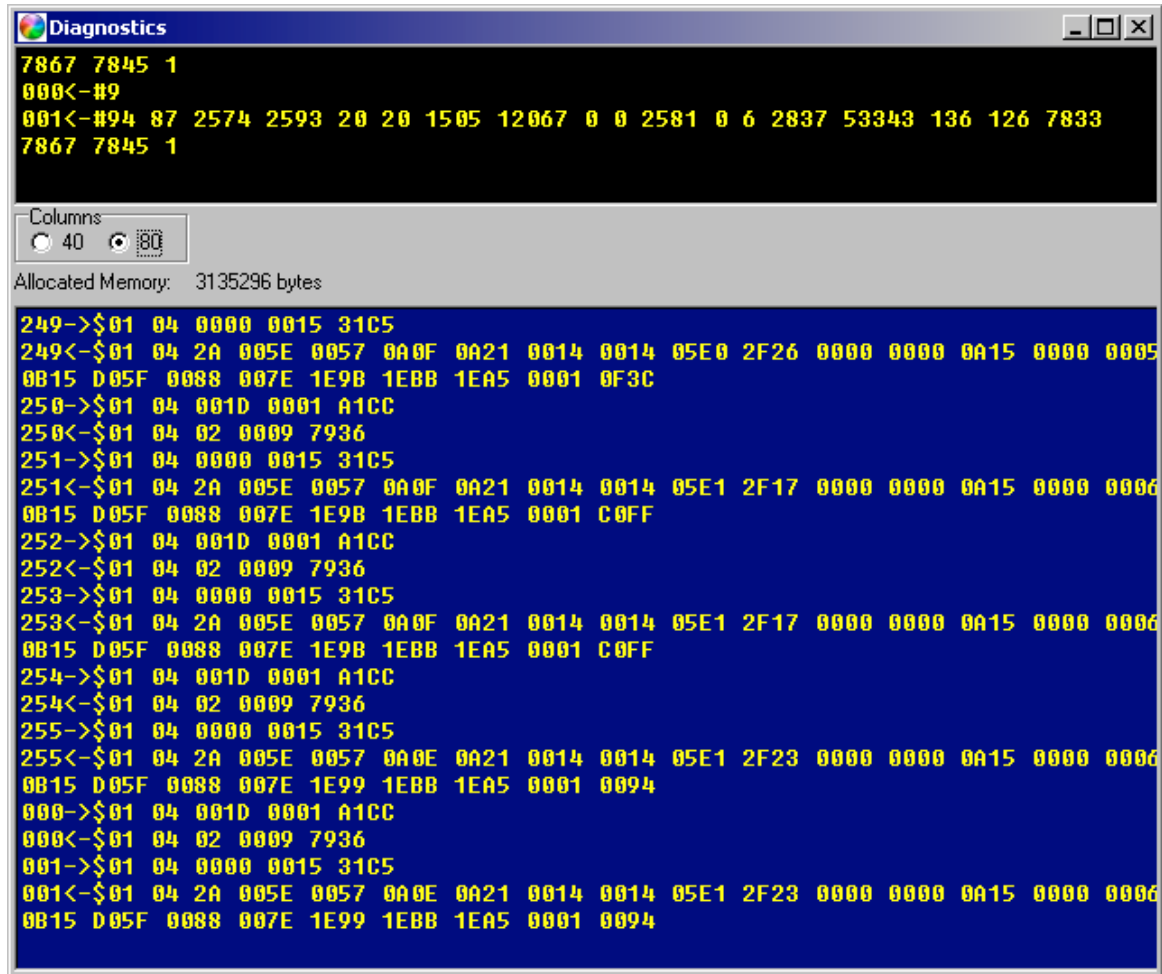 Diagnostics
7867 7845 1
000<-#9
001<-#94 87 2574 2593 20 20 1505 12067 0 0 2581 0 6 2837 53343 136 126 7833
7867 7845 1
Columns
40 80
Allocated Memory: 3135296 bytes
249->$01 04 0000 0015 31C5
249<-$01 04 2A 005E 0057 0A0F 0A21 0014 0014 05E0 2F26 0000 0000 0A15 0000 0005
0B15 D05F 0088 007E 1E9B 1EBB 1EA5 0001 0F3C
250->$01 04 001D 0001 A1CC
250<-$01 04 02 0009 7936
251->$01 04 0000 0015 31C5
251<-$01 04 2A 005E 0057 0A0F 0A21 0014 0014 05E1 2F17 0000 0000 0A15 0000 0006
0B15 D05F 0088 007E 1E9B 1EBB 1EA5 0001 C0FF
252->$01 04 001D 0001 A1CC
252<-$01 04 02 0009 7936
253->$01 04 0000 0015 31C5
253<-$01 04 2A 005E 0057 0A0F 0A21 0014 0014 05E1 2F17 0000 0000 0A15 0000 0006
0B15 D05F 0088 007E 1E9B 1EBB 1EA5 0001 C0FF
254->$01 04 001D 0001 A1CC
254<-$01 04 02 0009 7936
255->$01 04 0000 0015 31C5
255<-$01 04 2A 005E 0057 0A0E 0A21 0014 0014 05E1 2F23 0000 0000 0A15 0000 0006
0B15 D05F 0088 007E 1E99 1EBB 1EA5 0001 0094
000->$01 04 001D 0001 A1CC
000<-$01 04 02 0009 7936
001->$01 04 0000 0015 31C5
001<-$01 04 2A 005E 0057 0A0E 0A21 0014 0014 05E1 2F23 0000 0000 0A15 0000 0006
0B15 D05F 0088 007E 1E99 1EBB 1EA5 0001 0094